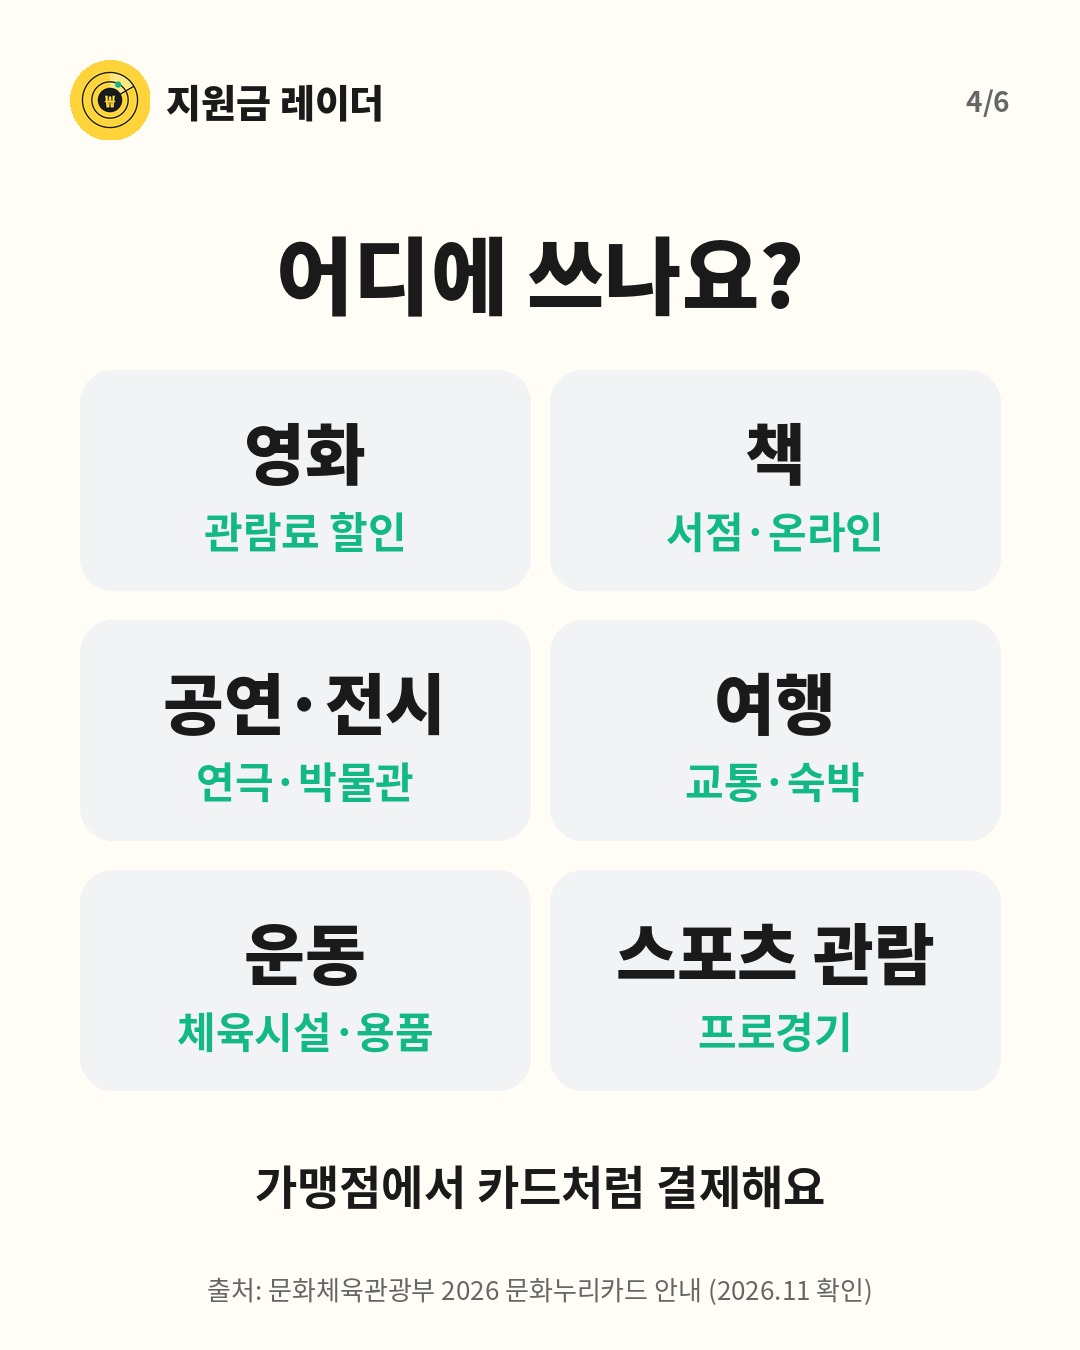 지원금 레이더
4/6
어디에 쓰나요?
영화
관람료 할인
책
서점·온라인
공연·전시
연극·박물관
여행
교통·숙박
운동
체육시설·용품
스포츠 관람
프로경기
가맹점에서 카드처럼 결제해요
출처: 문화체육관광부 2026 문화누리카드 안내 (2026.11 확인)